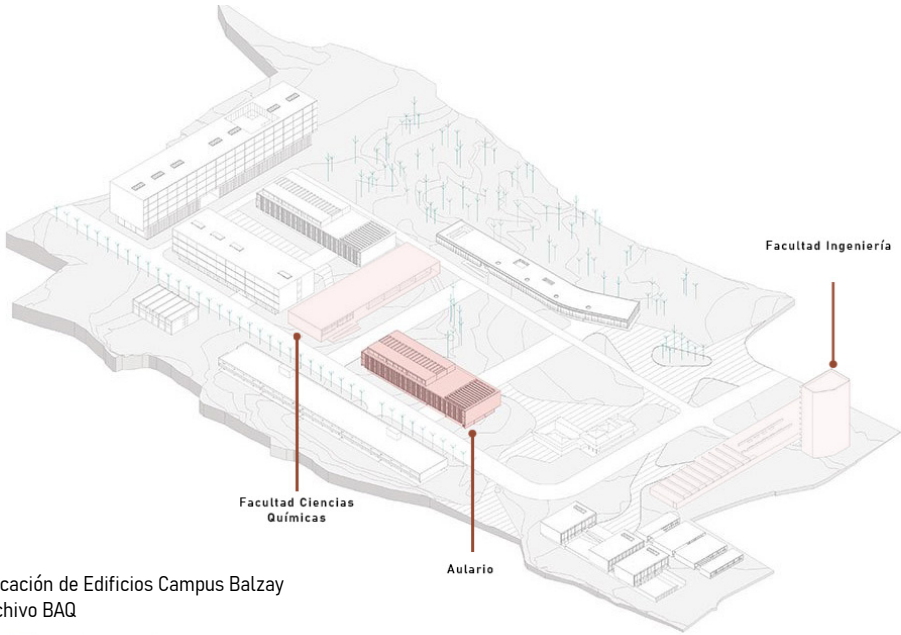 Facultad Ingeniería
Facultad Ciencias
Químicas
Aulario
cación de Edificios Campus Balzay
chivo BAQ